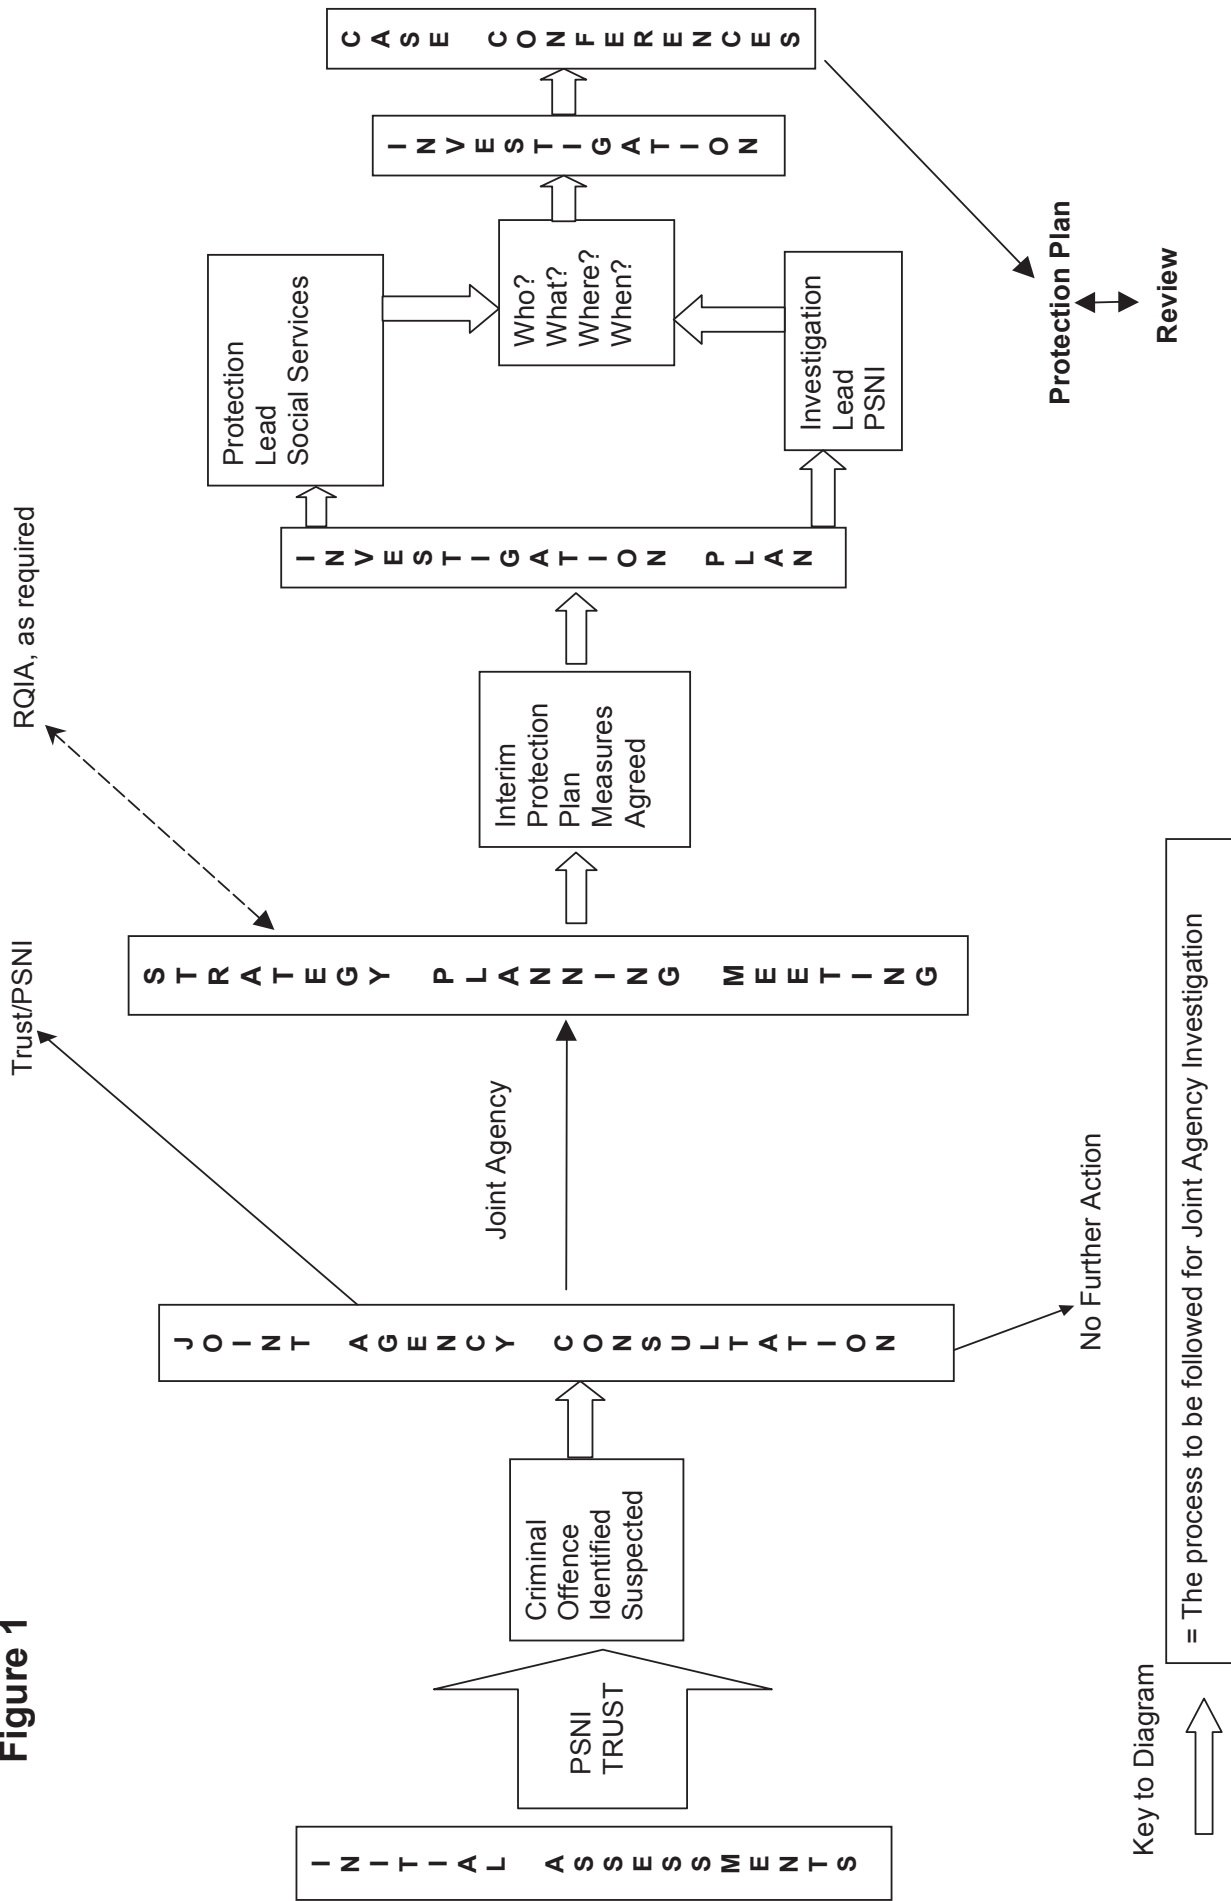 Figure 1
INITIAL ASSESSMENTS
PSNI
TRUST
Criminal
Offence
Identified
Suspected
JOINT AGENCY CONSULTATION
Trust/PSNI
Joint Agency
No Further Action
STRATEGY PLANNING MEETING
RQIA, as required
Interim
Protection
Plan
Measures
Agreed
INVESTIGATION PLAN
Protection
Lead
Social Services
Investigation
Lead
PSNI
Who?
What?
Where?
When?
INVESTIGATION
CASE CONFERENCES
Protection Plan
Review
Key to Diagram
= The process to be followed for Joint Agency Investigation